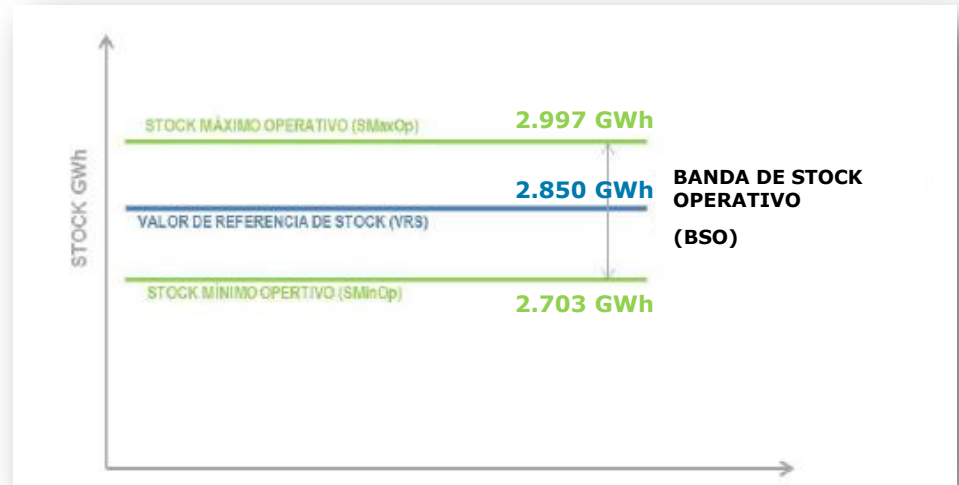 STOCK MÁXIMO OPERATIVO (SMaxOp)
2.997 GWh
STOCK GWh
2.850 GWh
BANDA DE STOCK
OPERATIVO
(BSO)
VALOR DE REFERENCIA DE STOCK (VRS)
STOCK MÍNIMO OPERTIVO (SMinOp)
2.703 GWh